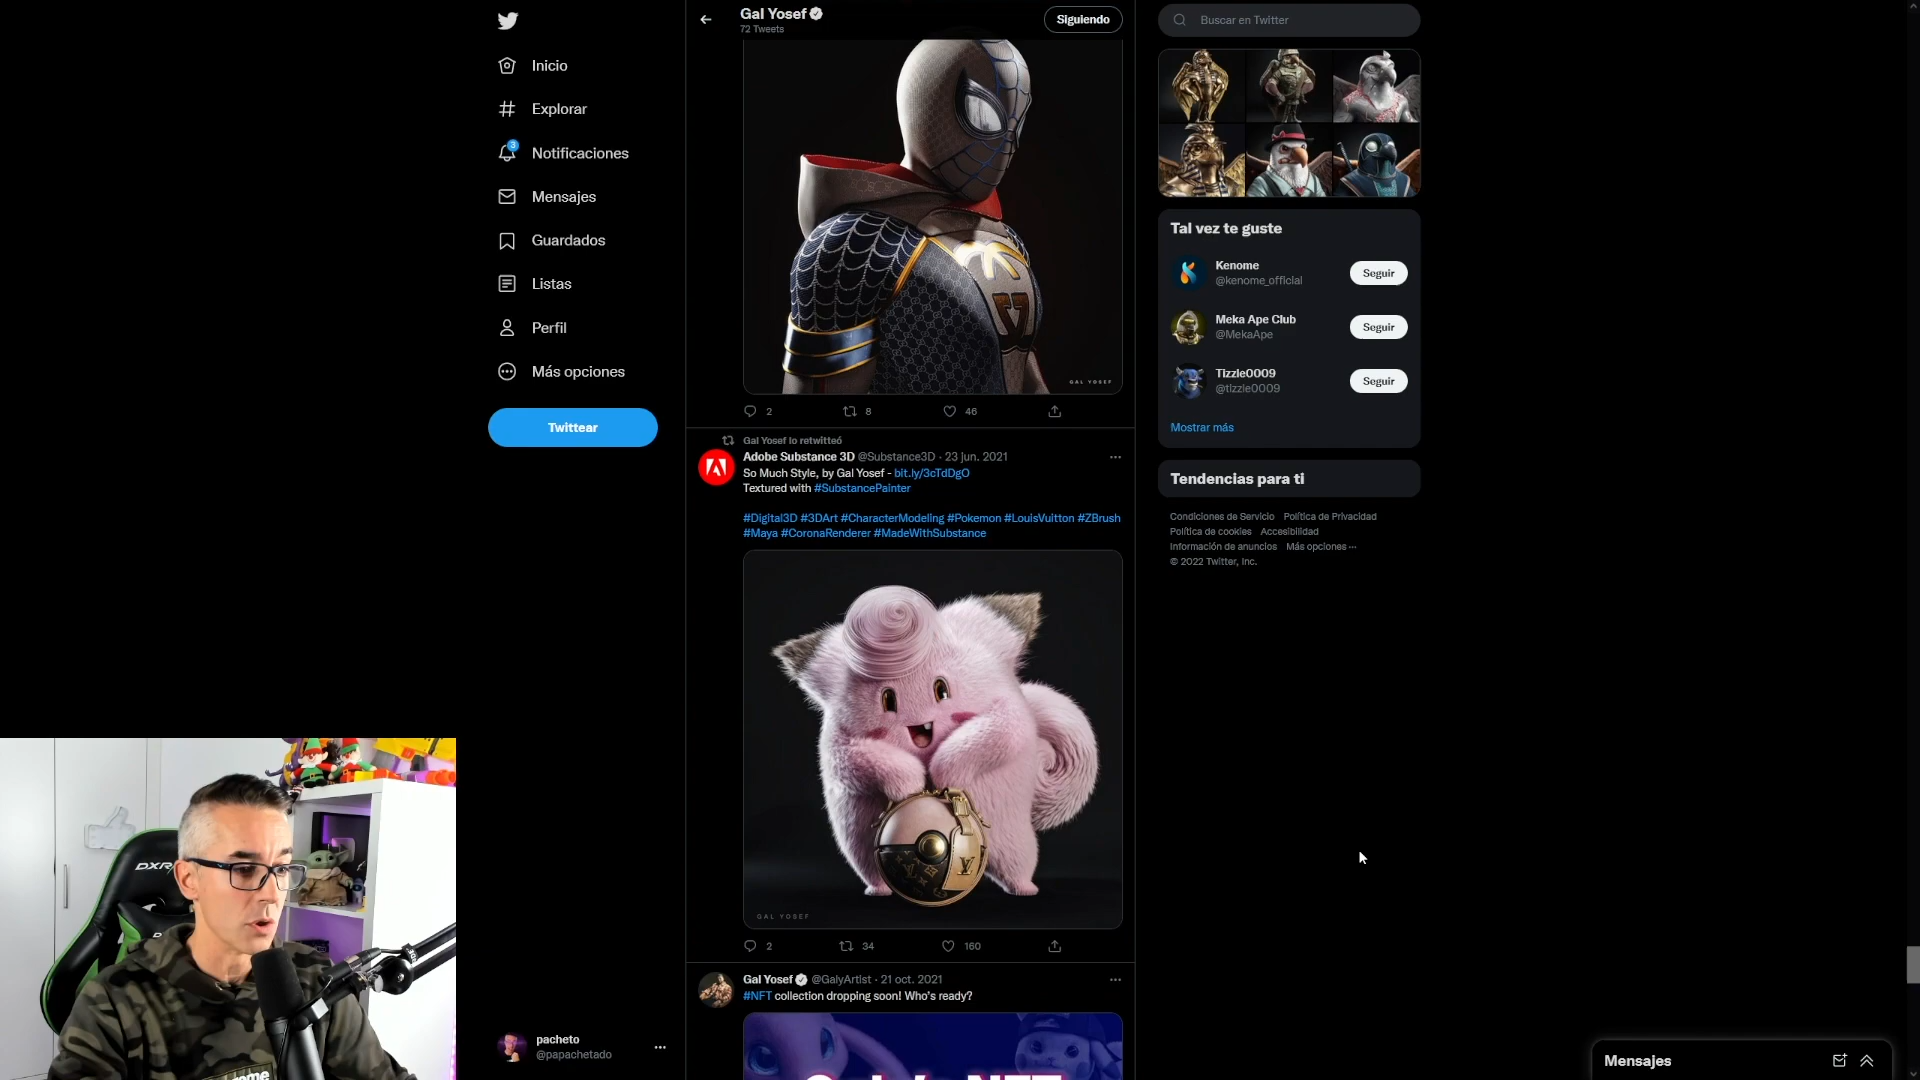 Inicio
Explorar
3
Notificaciones
Mensajes
Guardados
Listas
Perfil
Más opciones
Twittear
pacheto
@papachetado
Gal Yosef
72 Tweets
Siguiendo
GAL YOSEF
2 8 46
Gal Yosef lo retwitteó
Adobe Substance 3D @Substance3D · 23 jun. 2021
So Much Style, by Gal Yosef - bit.ly/3cTdDgO
Textured with #SubstancePainter
#Digital3D #3DArt #CharacterModeling #Pokemon #LouisVuitton #ZBrush
#Maya #CoronaRenderer #MadeWithSubstance
LV
GAL YOSEF
2 34 160
Gal Yosef @GalyArtist · 21 oct. 2021
#NFT collection dropping soon! Who's ready?
Buscar en Twitter
Tal vez te guste
Kenome
@kenome_official
Seguir
Meka Ape Club
@MekaApe
Seguir
Tizzle0009
@tizzle0009
Seguir
Mostrar más
Tendencias para ti
Condiciones de Servicio Política de Privacidad
Política de cookies Accesibilidad
Información de anuncios Más opciones ···
© 2022 Twitter, Inc.
Mensajes